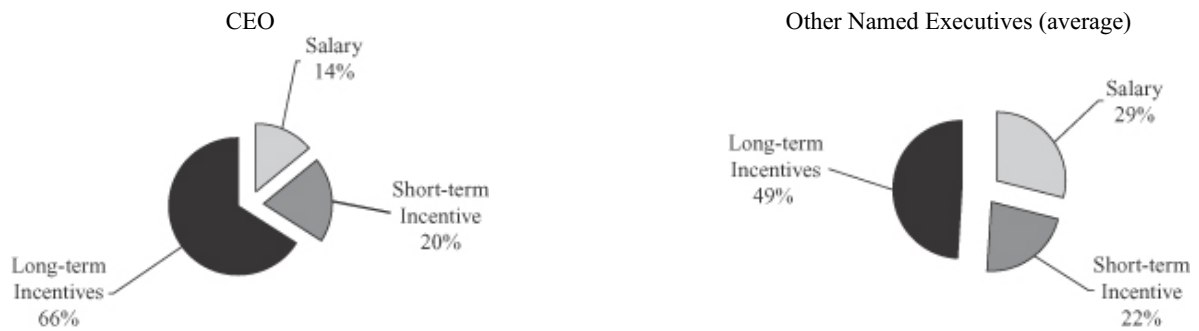 CEO
Salary
14%
Short-term
Incentive
20%
Long-term
Incentives
66%
Other Named Executives (average)
Salary
29%
Long-term
Incentives
49%
Short-term
Incentive
22%